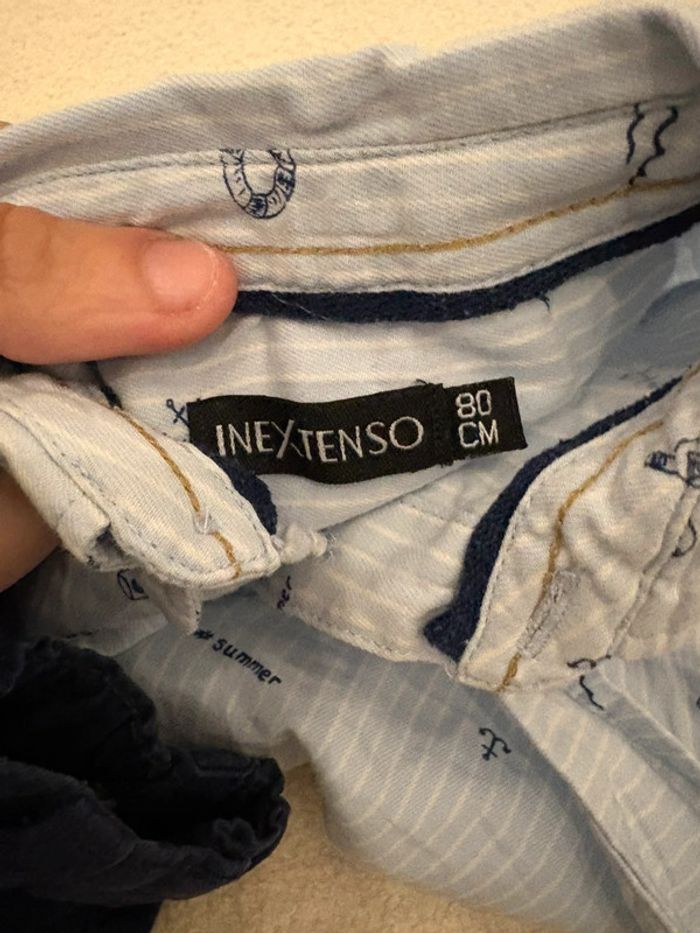 INEXTENSO
80
CM
summer